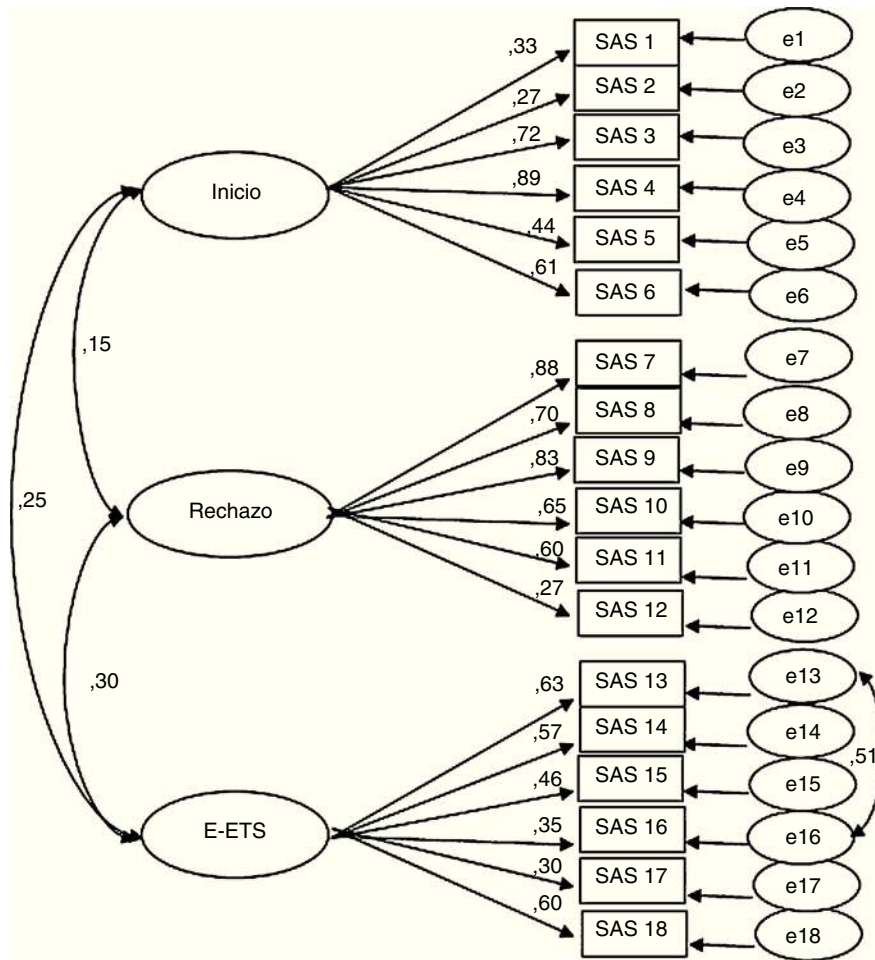 ,33
SAS 1
e1
,27
SAS 2
e2
,72
SAS 3
e3
Inicio
,89
SAS 4
e4
,44
SAS 5
e5
,61
SAS 6
e6
,15
,88
SAS 7
e7
,70
SAS 8
e8
,83
SAS 9
e9
,25
Rechazo
,65
SAS 10
e10
,60
SAS 11
e11
,27
SAS 12
e12
,30
,63
SAS 13
e13
,57
SAS 14
e14
,51
,46
SAS 15
e15
E-ETS
,35
SAS 16
e16
,30
SAS 17
e17
,60
SAS 18
e18